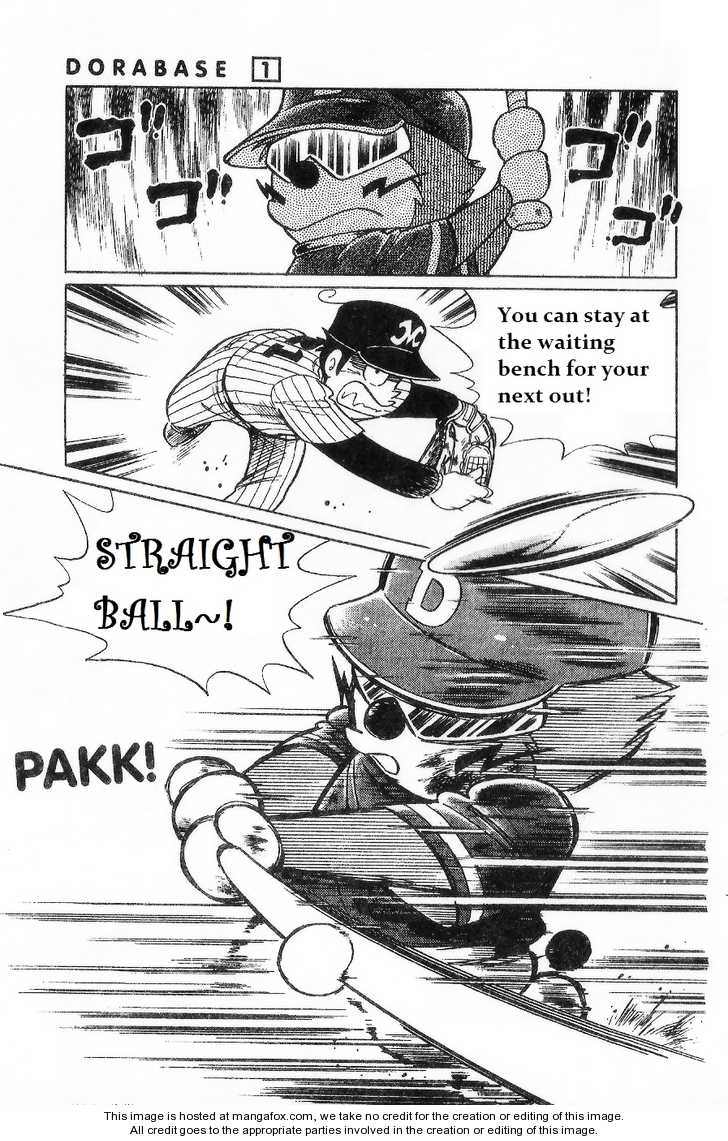 DORABASE 1
ゴ゛
ゴ゛
ゴ゛
ゴ゛
MC
You can stay at
the waiting
bench for your
next out!
STRAIGHT
BALL~!
D
PAKK!
This image is hosted at mangafox.com, we take no credit for the creation or editing of this image.
All credit goes to the appropriate parties involved in the creation or editing of this image.